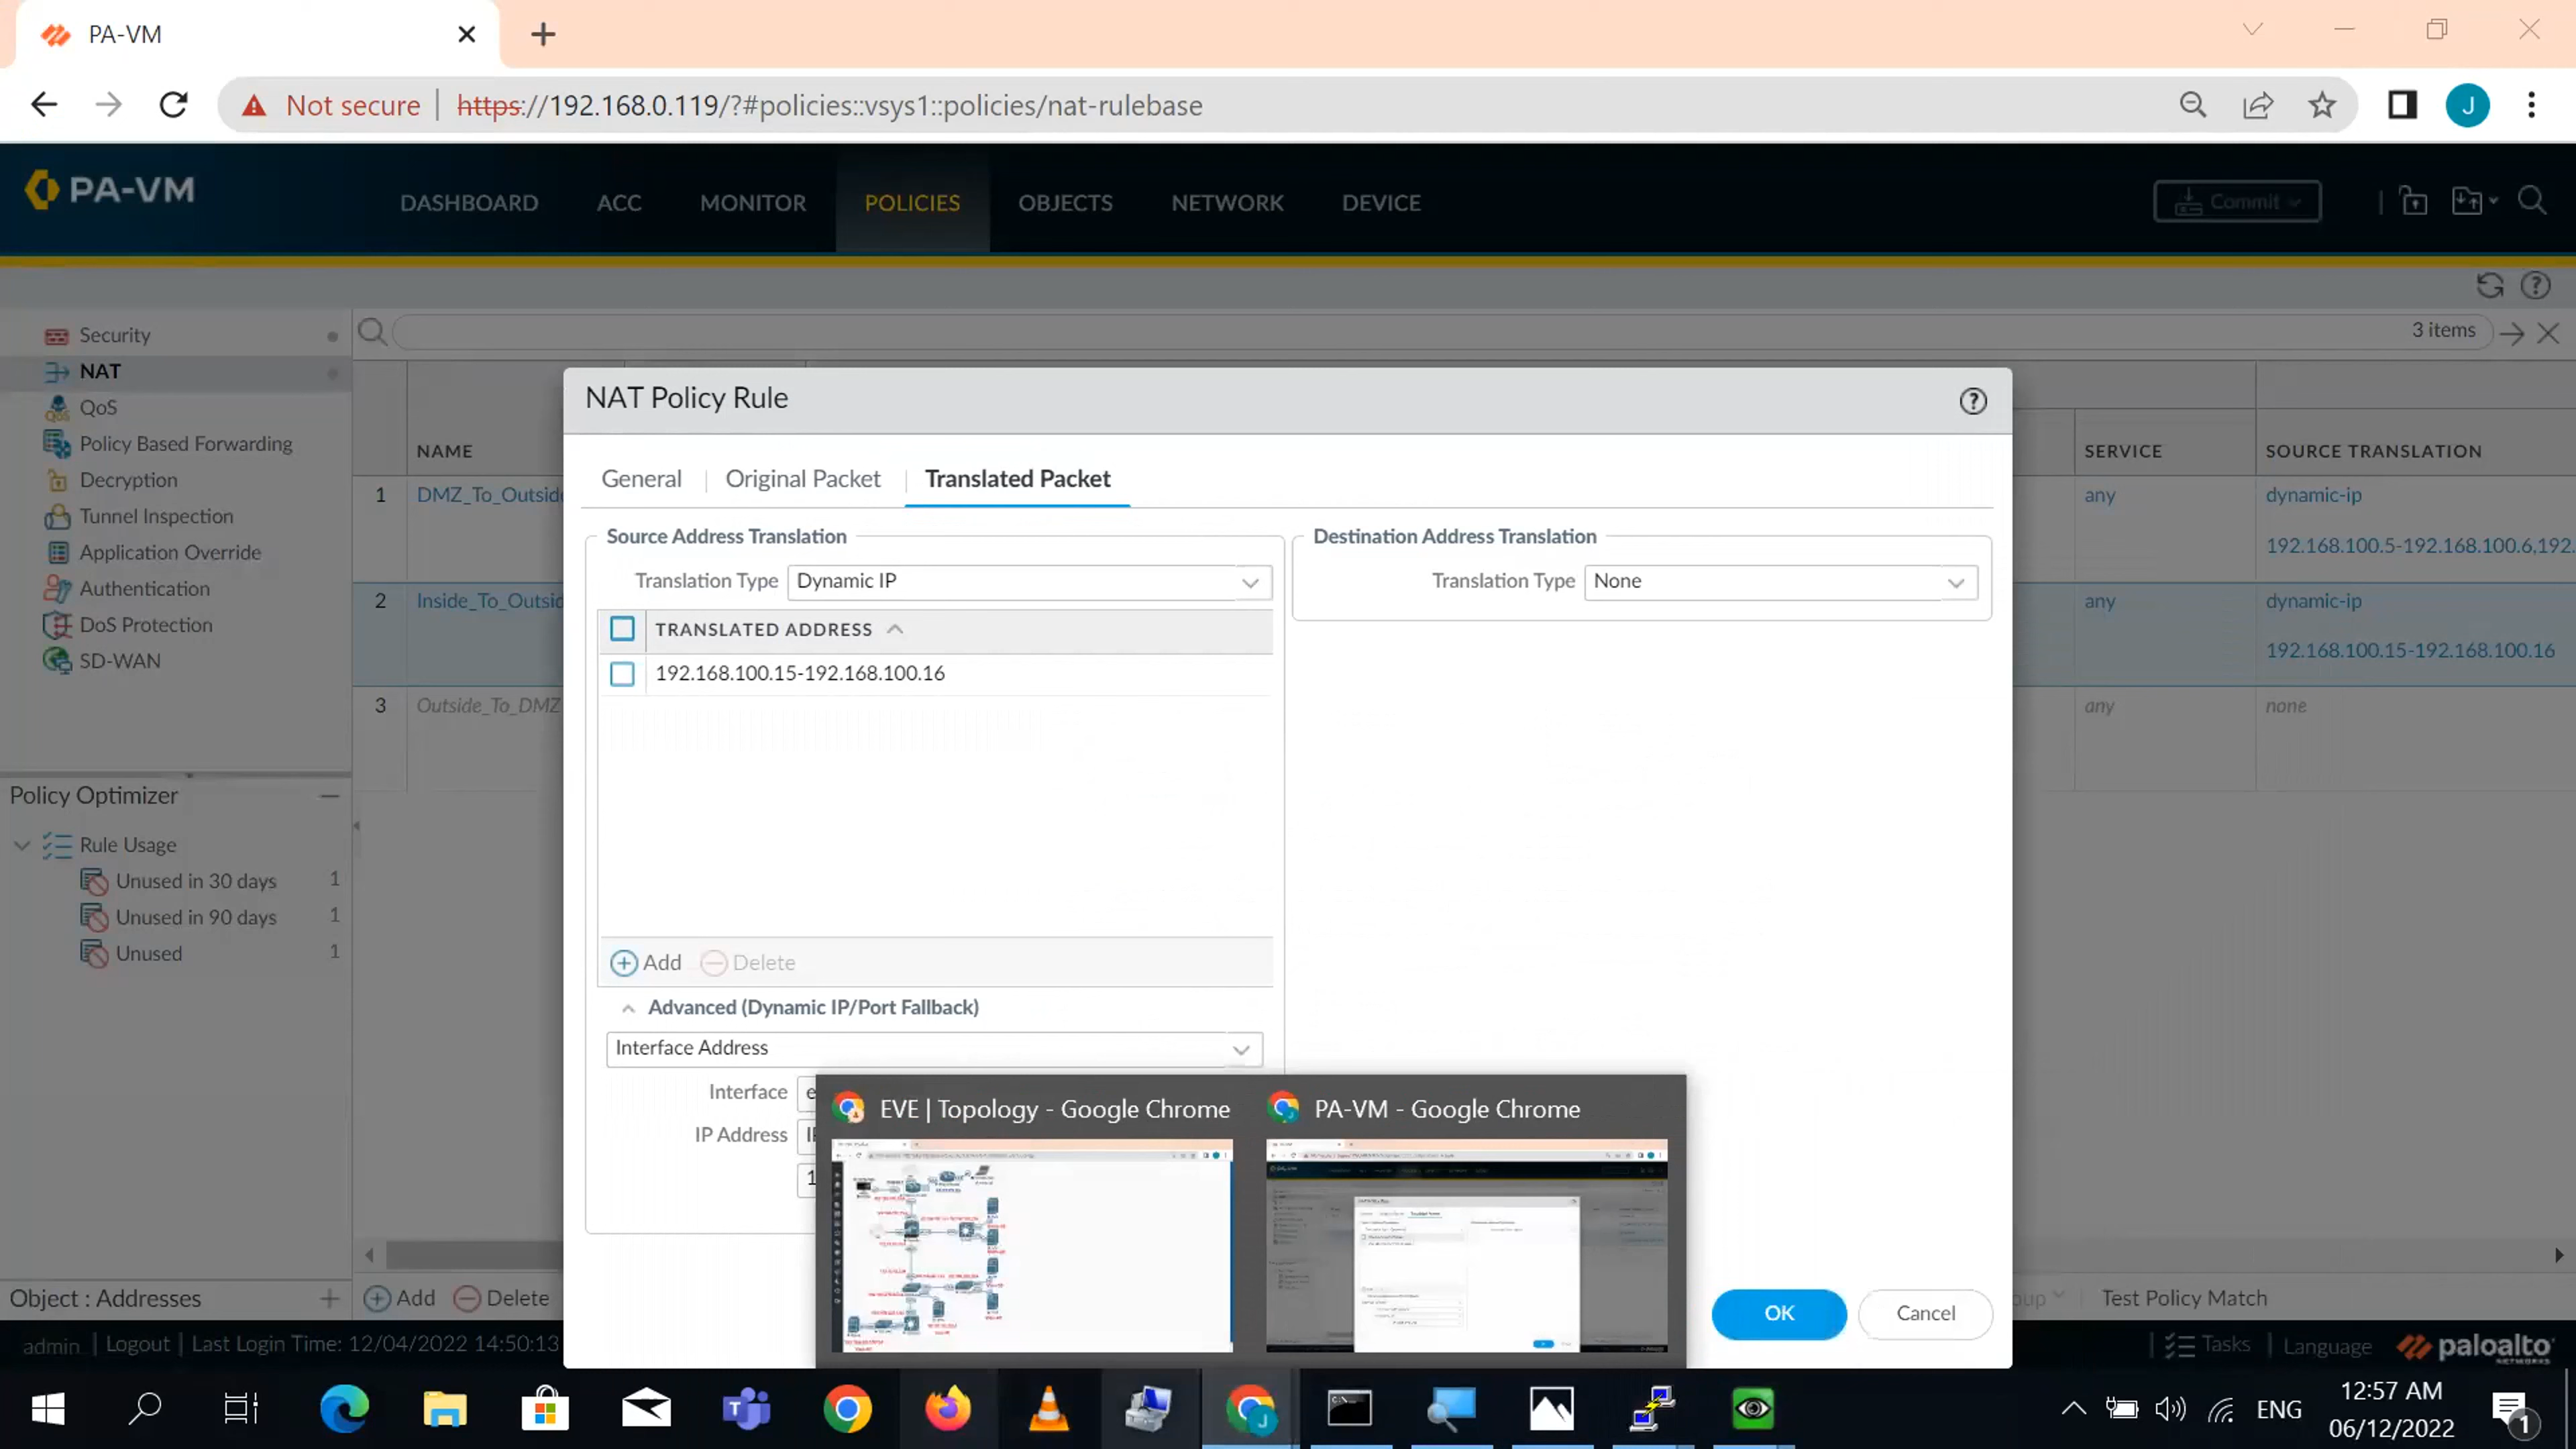 PA-VM
Not secure | https://192.168.0.119/?#policies::vsys1::policies/nat-rulebase
J
PA-VM
DASHBOARD ACC MONITOR POLICIES OBJECTS NETWORK DEVICE
Commit
Security
NAT
QoS
Policy Based Forwarding
Decryption
Tunnel Inspection
Application Override
Authentication
DoS Protection
SD-WAN
3 items
NAME SERVICE SOURCE TRANSLATION
1 DMZ_To_Outside any dynamic-ip
192.168.100.5-192.168.100.6,192.
2 Inside_To_Outsid any dynamic-ip
192.168.100.15-192.168.100.16
3 Outside_To_DMZ any none
NAT Policy Rule
General | Original Packet | Translated Packet
Source Address Translation
Translation Type Dynamic IP
TRANSLATED ADDRESS
192.168.100.15-192.168.100.16
Add Delete
Advanced (Dynamic IP/Port Fallback)
Interface Address
Interface e
IP Address
1
Destination Address Translation
Translation Type None
OK Cancel
Policy Optimizer
Rule Usage
Unused in 30 days 1
Unused in 90 days 1
Unused 1
EVE | Topology - Google Chrome
PA-VM - Google Chrome
Object : Addresses +
Add Delete
oup Test Policy Match
admin | Logout | Last Login Time: 12/04/2022 14:50:13
Tasks | Language paloalto
NETWORKS
ENG
12:57 AM
06/12/2022
1